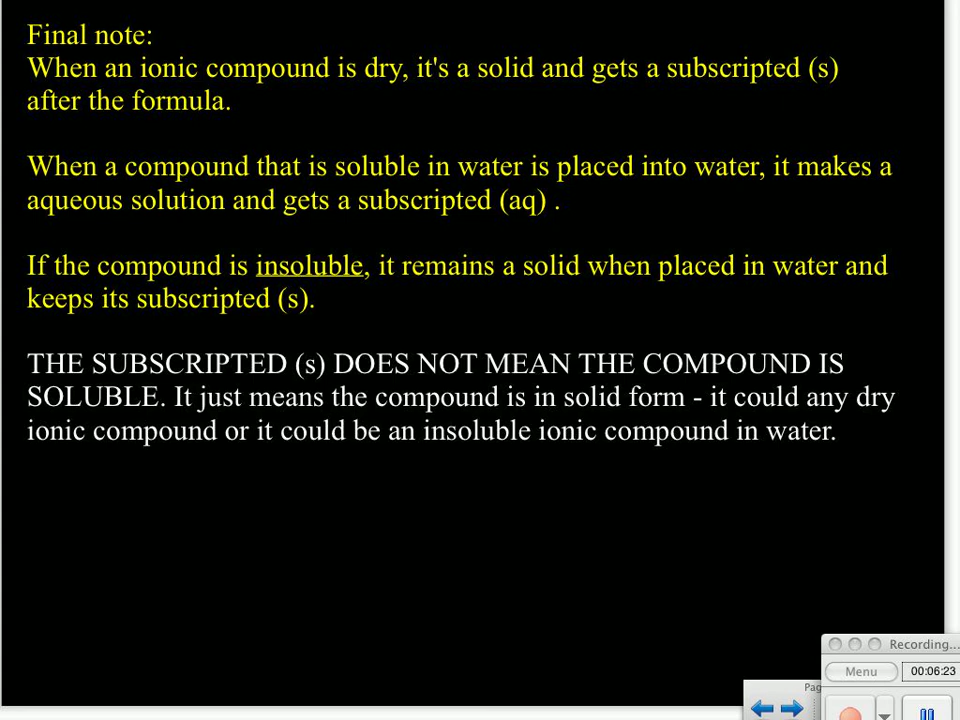 Final note:
When an ionic compound is dry, it's a solid and gets a subscripted (s)
after the formula.
When a compound that is soluble in water is placed into water, it makes a
aqueous solution and gets a subscripted (aq) .
If the compound is insoluble, it remains a solid when placed in water and
keeps its subscripted (s).
THE SUBSCRIPTED (s) DOES NOT MEAN THE COMPOUND IS
SOLUBLE. It just means the compound is in solid form - it could any dry
ionic compound or it could be an insoluble ionic compound in water.
Recording...
Menu 00:06:23
Pag